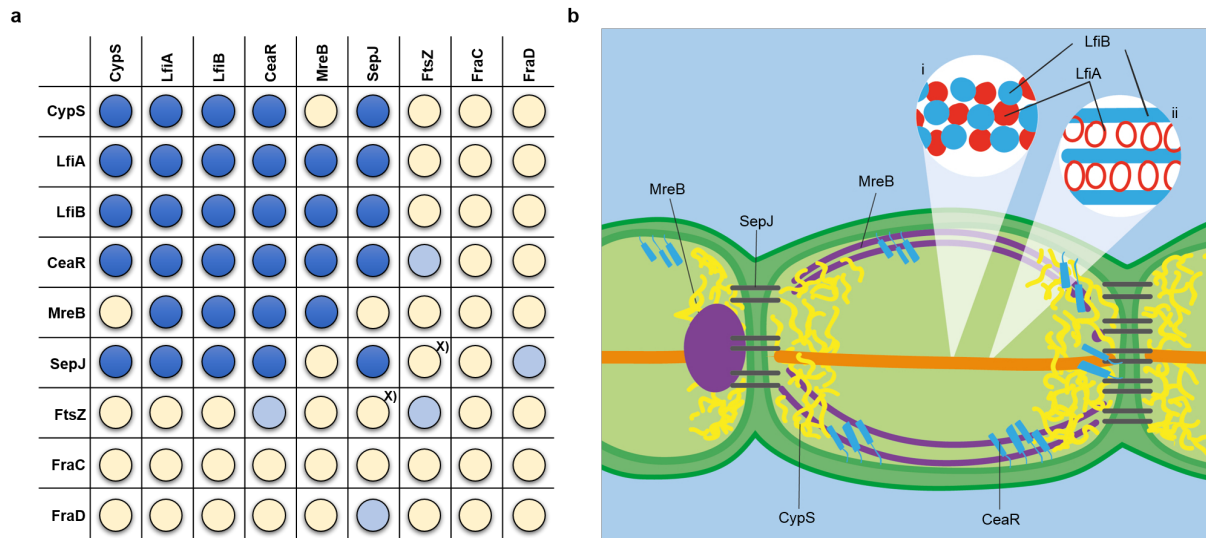 a
CypS LfiA LfiB CeaR MreB SepJ FtsZ FraC FraD
CypS
LfiA
LfiB
CeaR
MreB
SepJ
X)
FtsZ
X)
FraC
FraD
b
LfiB
i
LfiA
ii
MreB
MreB
SepJ
CypS
CeaR